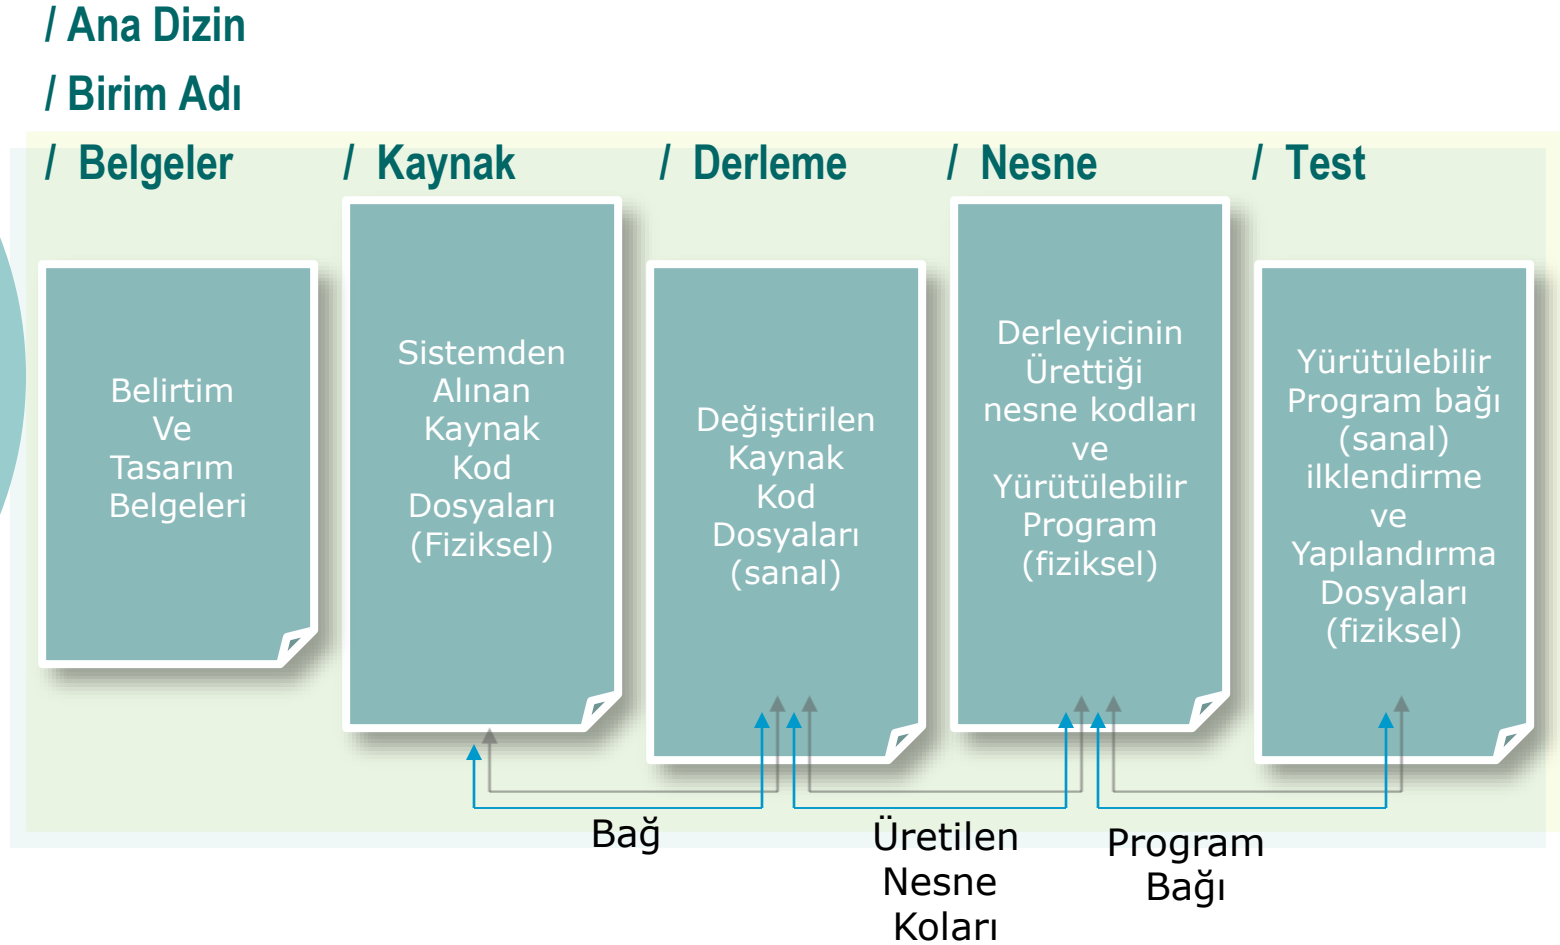 / Ana Dizin
/ Birim Adı
/ Belgeler
/ Kaynak
/ Derleme
/ Nesne
/ Test
Belirtim
Ve
Tasarım
Belgeleri
Sistemden
Alınan
Kaynak
Kod
Dosyaları
(Fiziksel)
Değiştirilen
Kaynak
Kod
Dosyaları
(sanal)
Derleyicinin
Ürettiği
nesne kodları
ve
Yürütülebilir
Program
(fiziksel)
Yürütülebilir
Program bağı
(sanal)
ilklendirme
ve
Yapılandırma
Dosyaları
(fiziksel)
Bağ
Üretilen
Nesne
Koları
Program
Bağı